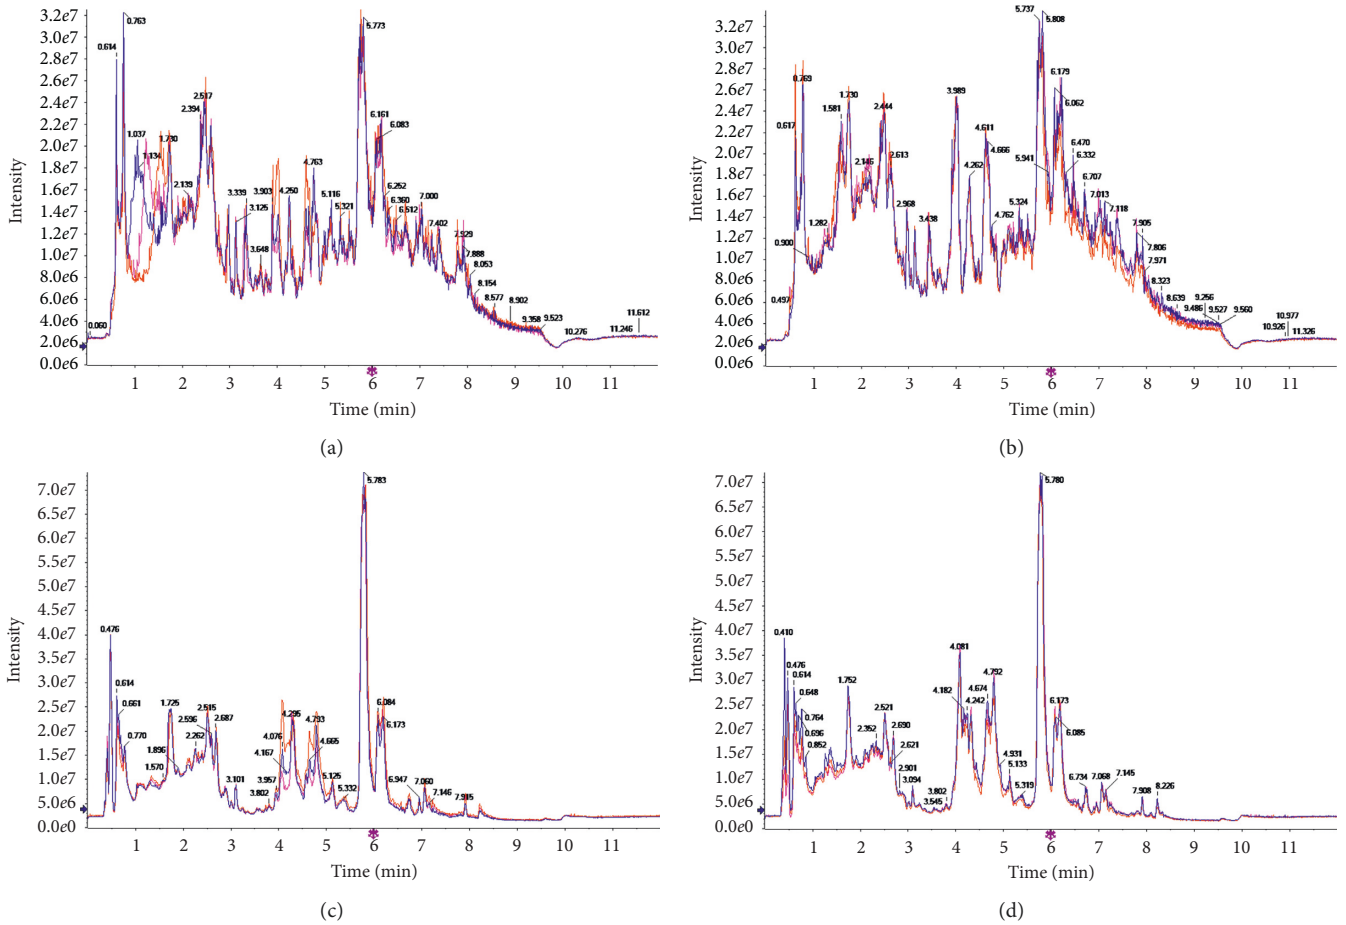 3.2e7
3.0e7
2.8e7
2.6e7
2.4e7
2.2e7
2.0e7
1.8e7
1.6e7
1.4e7
1.2e7
1.0e7
8.0e6
6.0e6
4.0e6
2.0e6
0.0e6
Intensity
0.060
0.614
0.763
1.037
1.134
1.730
2.139
2.394
2.517
3.339
3.125
3.903
3.648
4.250
4.763
5.116
5.321
5.773
6.161
6.083
6.252
6.360
6.512
7.000
7.402
7.929
7.888
8.053
8.154
8.577
8.902
9.358
9.523
10.276
11.246
11.612
1 2 3 4 5 6 7 8 9 10 11
Time (min)
(a)
3.2e7
3.0e7
2.8e7
2.6e7
2.4e7
2.2e7
2.0e7
1.8e7
1.6e7
1.4e7
1.2e7
1.0e7
8.0e6
6.0e6
4.0e6
2.0e6
0.0e6
Intensity
0.497
0.617
0.769
0.900
1.282
1.581
1.730
2.146
2.444
2.613
2.968
3.438
3.989
4.262
4.611
4.666
4.762
5.324
5.737
5.808
5.941
6.179
6.062
6.470
6.332
6.707
7.013
7.118
7.905
7.806
7.971
8.323
8.639
9.256
9.486
9.527
9.560
10.926
10.977
11.326
1 2 3 4 5 6 7 8 9 10 11
Time (min)
(b)
7.0e7
6.5e7
6.0e7
5.5e7
5.0e7
4.5e7
4.0e7
3.5e7
3.0e7
2.5e7
2.0e7
1.5e7
1.0e7
5.0e6
0.0e0
Intensity
0.476
0.614
0.661
0.770
1.570
1.896
1.725
2.262
2.596
2.515
2.687
3.101
3.802
3.957
4.167
4.076
4.295
4.793
4.665
5.125
5.332
5.783
6.084
6.173
6.947
7.060
7.146
7.915
1 2 3 4 5 6 7 8 9 10 11
Time (min)
(c)
7.0e7
6.5e7
6.0e7
5.5e7
5.0e7
4.5e7
4.0e7
3.5e7
3.0e7
2.5e7
2.0e7
1.5e7
1.0e7
5.0e6
0.0e0
Intensity
0.410
0.476
0.614
0.648
0.764
0.696
0.852
1.752
2.352
2.521
2.690
2.621
2.901
3.094
3.545
3.802
4.081
4.182
4.242
4.674
4.792
4.931
5.133
5.319
5.780
6.173
6.085
6.734
7.068
7.145
7.908
8.226
1 2 3 4 5 6 7 8 9 10 11
Time (min)
(d)